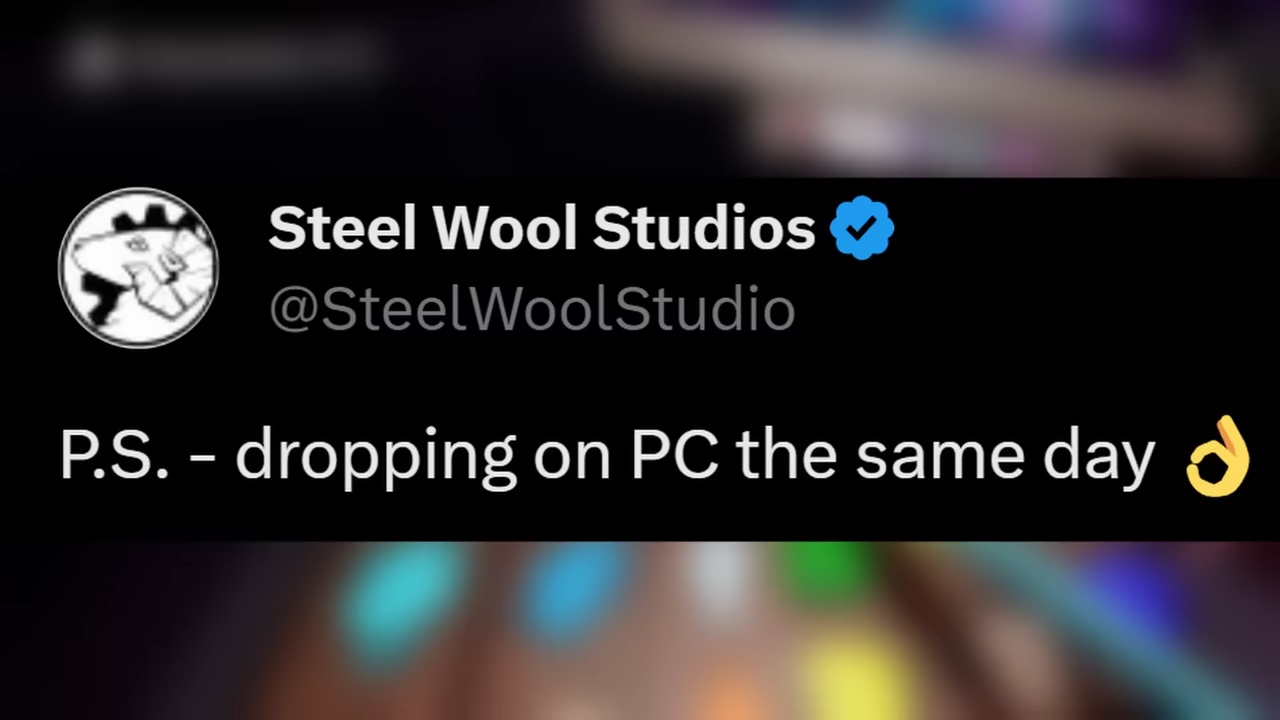 Steel Wool Studios
@SteelWoolStudio
P.S. - dropping on PC the same day 👌